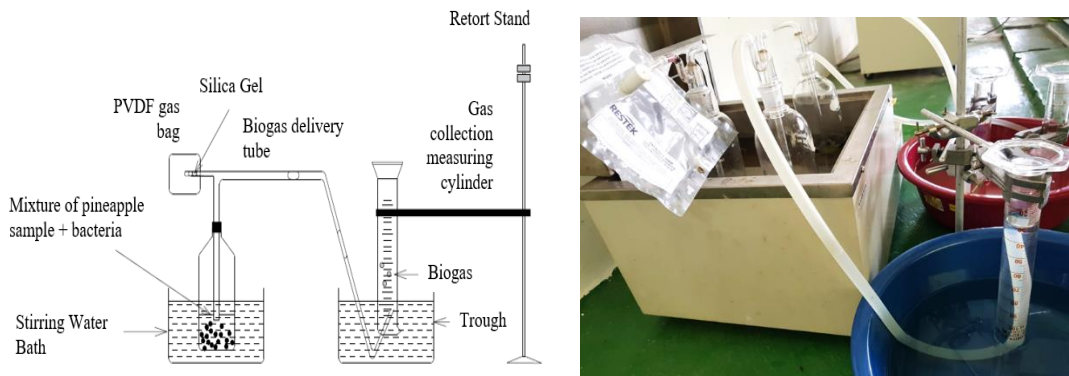 Retort Stand
Silica Gel
PVDF gas
bag
Biogas delivery
tube
Gas
collection
measuring
cylinder
Mixture of pineapple
sample + bacteria
Biogas
Stirring Water
Bath
Trough
RESTEK